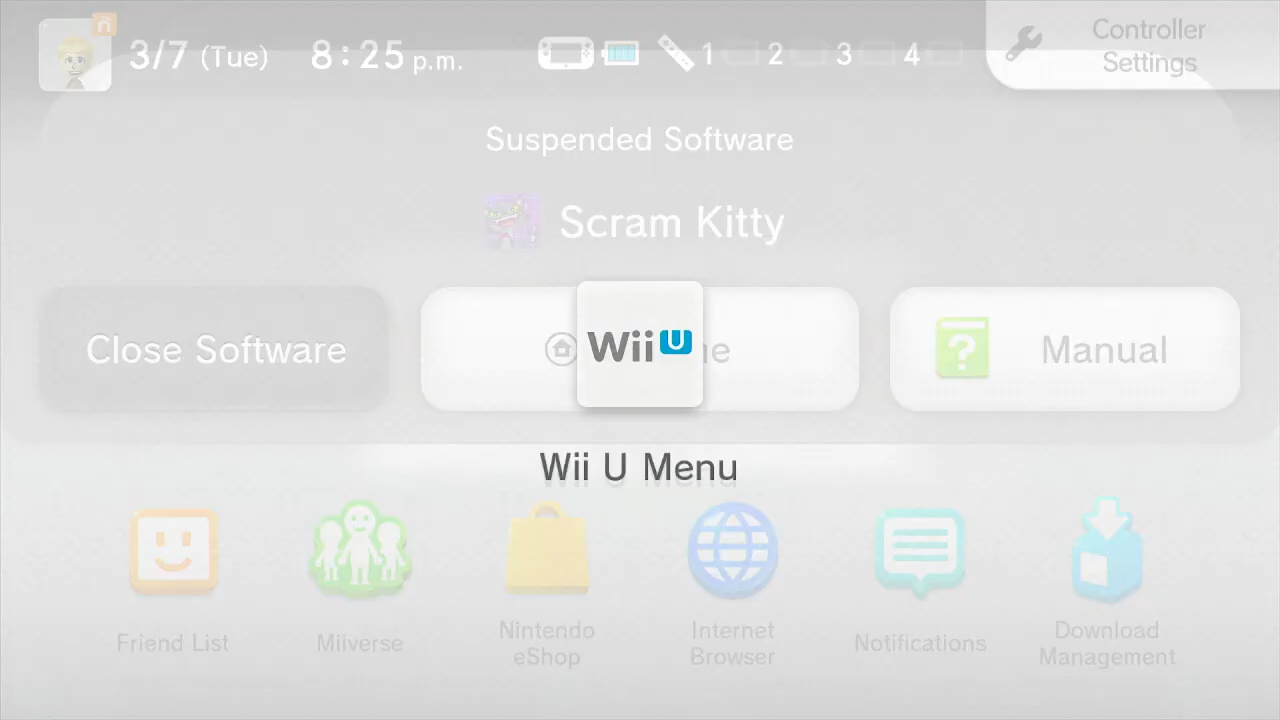 3/7 (Tue) 8:25 p.m. 1 2 3 4
Controller
Settings
Suspended Software
Scram Kitty
Close Software
Wii U
Manual
Wii U Menu
Friend List
Miiverse
Nintendo
eShop
Internet
Browser
Notifications
Download
Management